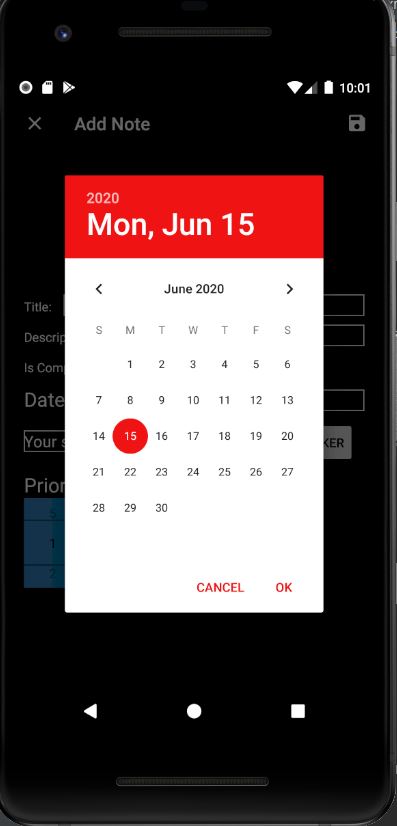 10:01
Add Note
2020
Mon, Jun 15
June 2020
S M T W T F S
1 2 3 4 5 6
7 8 9 10 11 12 13
14 15 16 17 18 19 20
21 22 23 24 25 26 27
28 29 30
CANCEL OK
Title:
Descrip
Is Comp
Date
Your s
KER
Prior
5
1
2